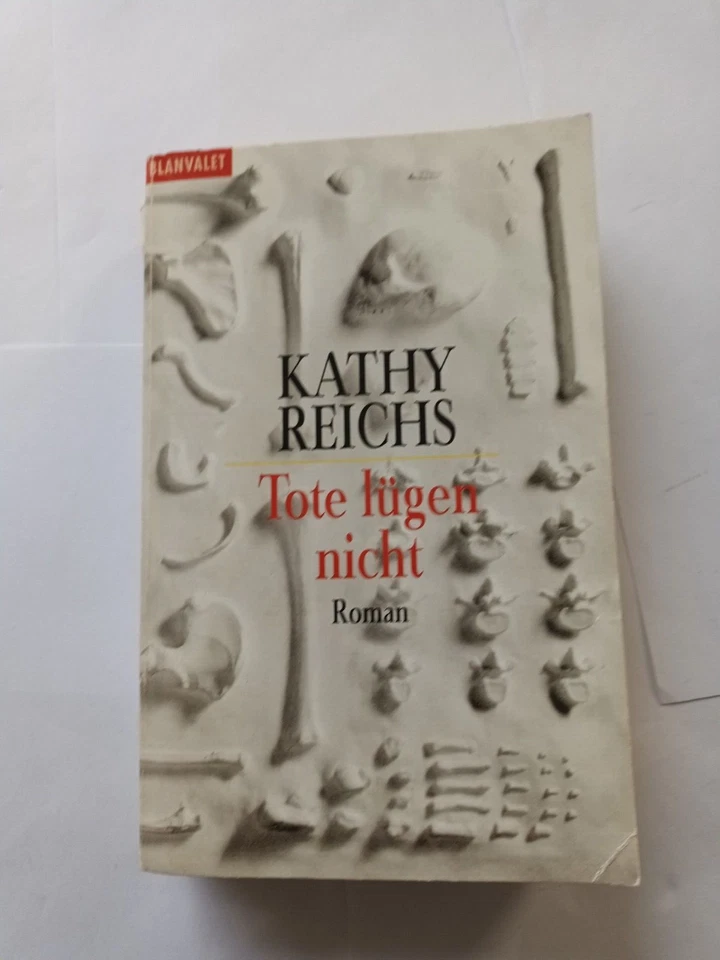 BLANVALET
KATHY
REICHS
Tote lügen
nicht
Roman